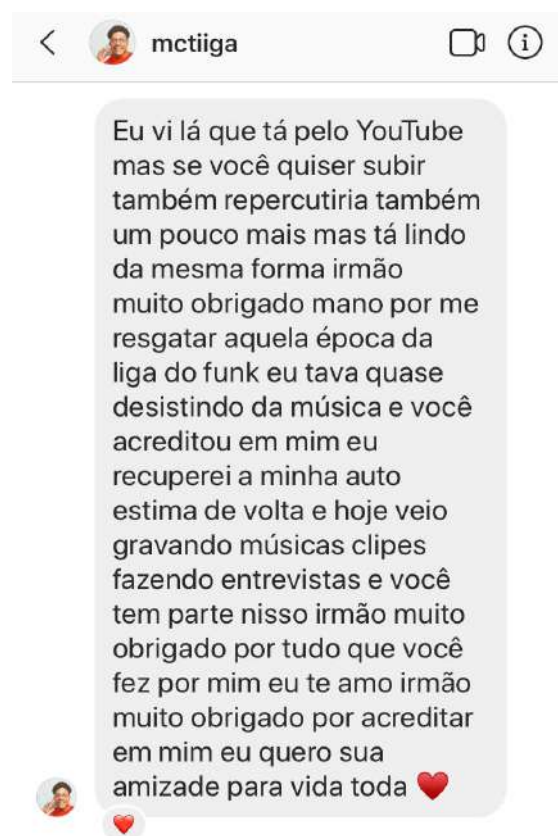 mctiiga
Eu vi lá que tá pelo YouTube
mas se você quiser subir
também repercutiria também
um pouco mais mas tá lindo
da mesma forma irmão
muito obrigado mano por me
resgatar aquela época da
liga do funk eu tava quase
desistindo da música e você
acreditou em mim eu
recuperei a minha auto
estima de volta e hoje veio
gravando músicas clipes
fazendo entrevistas e você
tem parte nisso irmão muito
obrigado por tudo que você
fez por mim eu te amo irmão
muito obrigado por acreditar
em mim eu quero sua
amizade para vida toda ♥️